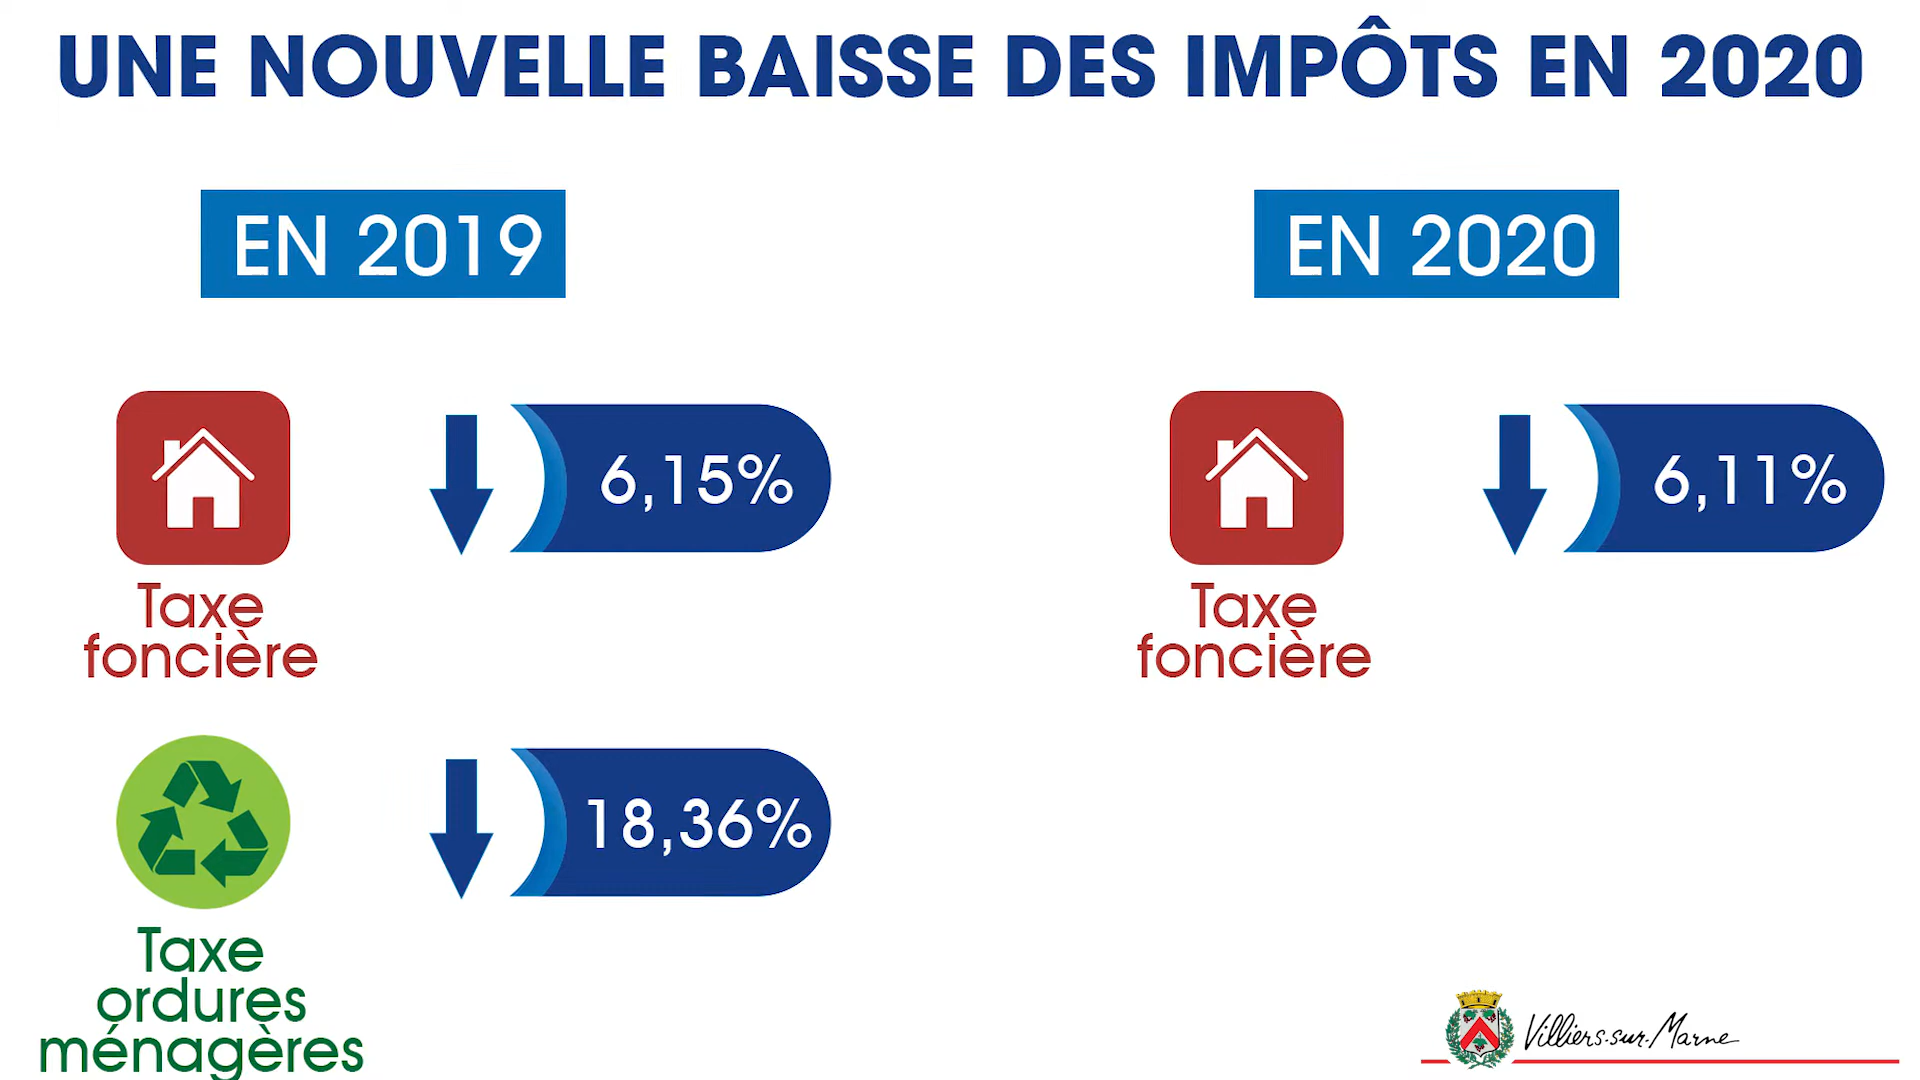 UNE NOUVELLE BAISSE DES IMPÔTS EN 2020
EN 2019
6,15%
Taxe
foncière
18,36%
Taxe
ordures
ménagères
EN 2020
6,11%
Taxe
foncière
Villiers-sur-Marne